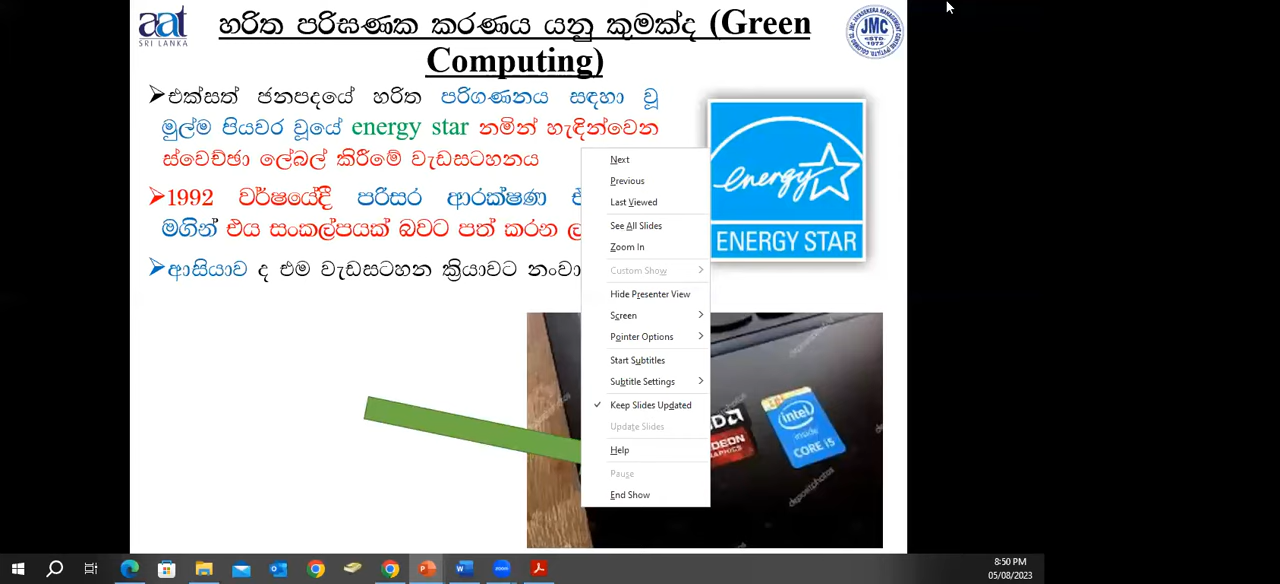 aat
SRI LANKA
හරිත පරිඝණක කරණය යනු කුමක්ද (Green
Computing)
JMC
1972
➢එක්සත් ජනපදයේ හරිත පරිගණනය සඳහා වූ
මුල්ම පියවර වූයේ energy star නමින් හැඳින්වෙන
ස්වෙච්ඡා ලේබල් කිරීමේ වැඩසටහනය
➢1992 වර්ෂයේදී පරිසර ආරක්ෂණ
මගින් එය සංකල්පයක් බවට පත් කරන ල
➢ආසියාව ද එම වැඩසටහන ක්‍රියාවට නංවා
energy
ENERGY STAR
Next
Previous
Last Viewed
See All Slides
Zoom In
Custom Show
Hide Presenter View
Screen
Pointer Options
Start Subtitles
Subtitle Settings
Keep Slides Updated
Update Slides
Help
Pause
End Show
intel
inside
CORE i5
depositphotos
8:50 PM
05/08/2023